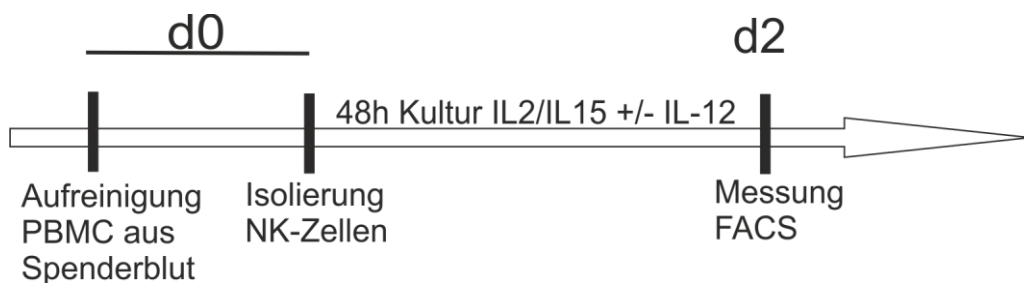 d0
d2
48h Kultur IL2/IL15 +/- IL-12
Aufreinigung
PBMC aus
Spenderblut
Isolierung
NK-Zellen
Messung
FACS